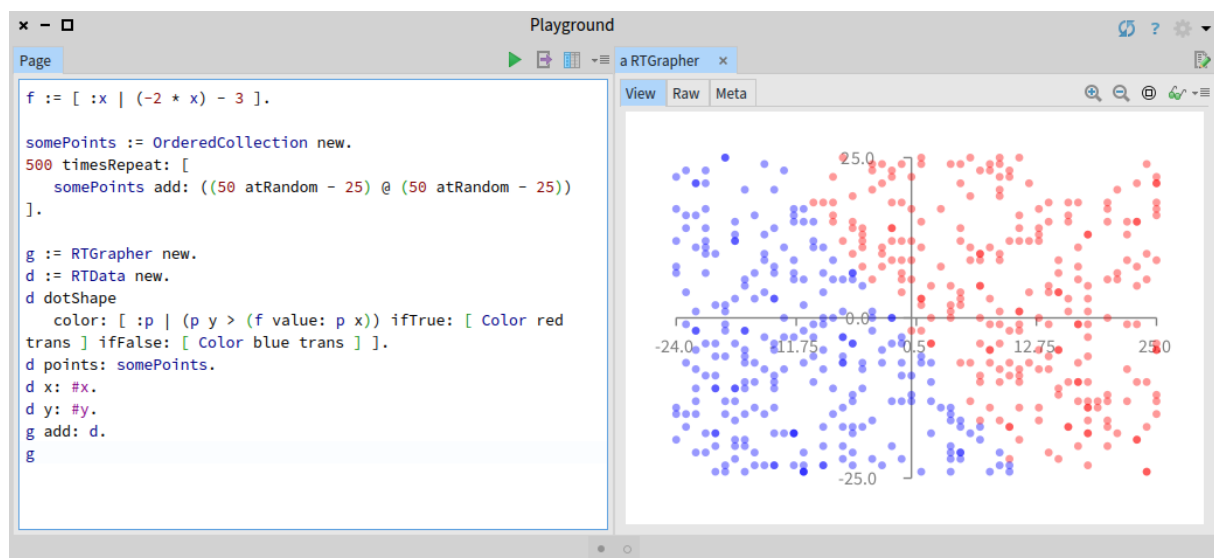 Playground
?
Page
a RTGrapher ×
View Raw Meta
f := [ :x | (-2 * x) - 3 ].
somePoints := OrderedCollection new.
500 timesRepeat: [
somePoints add: ((50 atRandom - 25) @ (50 atRandom - 25))
].
g := RTGrapher new.
d := RTData new.
d dotShape
color: [ :p | (p y > (f value: p x)) ifTrue: [ Color red
trans ] ifFalse: [ Color blue trans ] ].
d points: somePoints.
d x: #x.
d y: #y.
g add: d.
g
25.0
0.0
-24.0 -11.75 0.5 12.75 25.0
-25.0